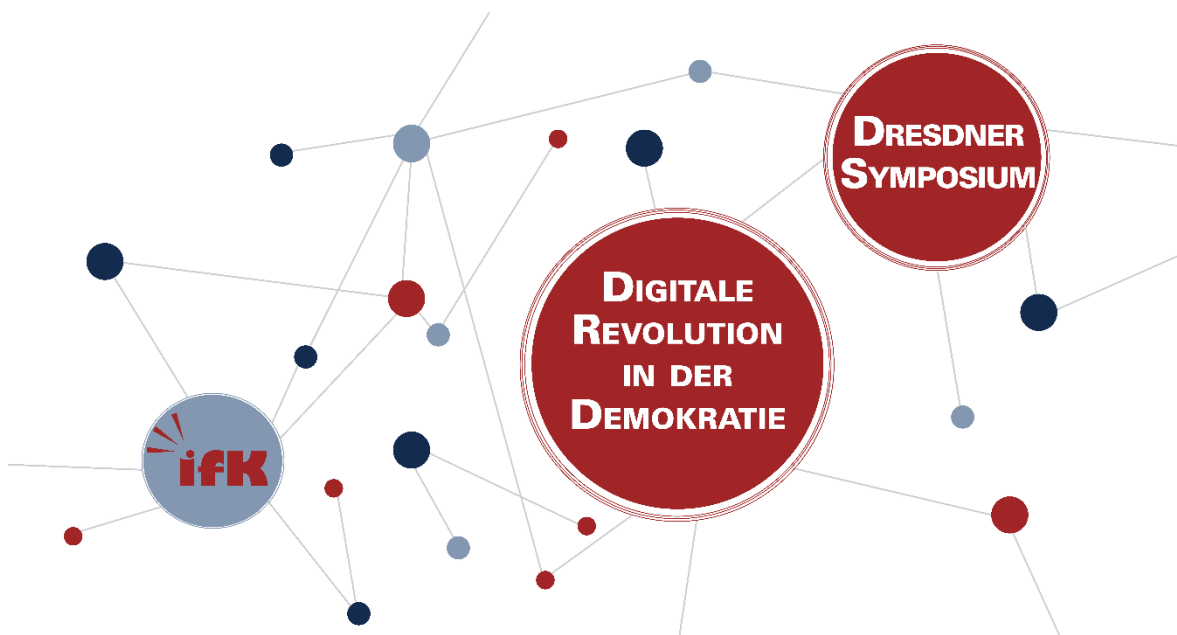 DRESDNER
SYMPOSIUM
DIGITALE
REVOLUTION
IN DER
DEMOKRATIE
ifK